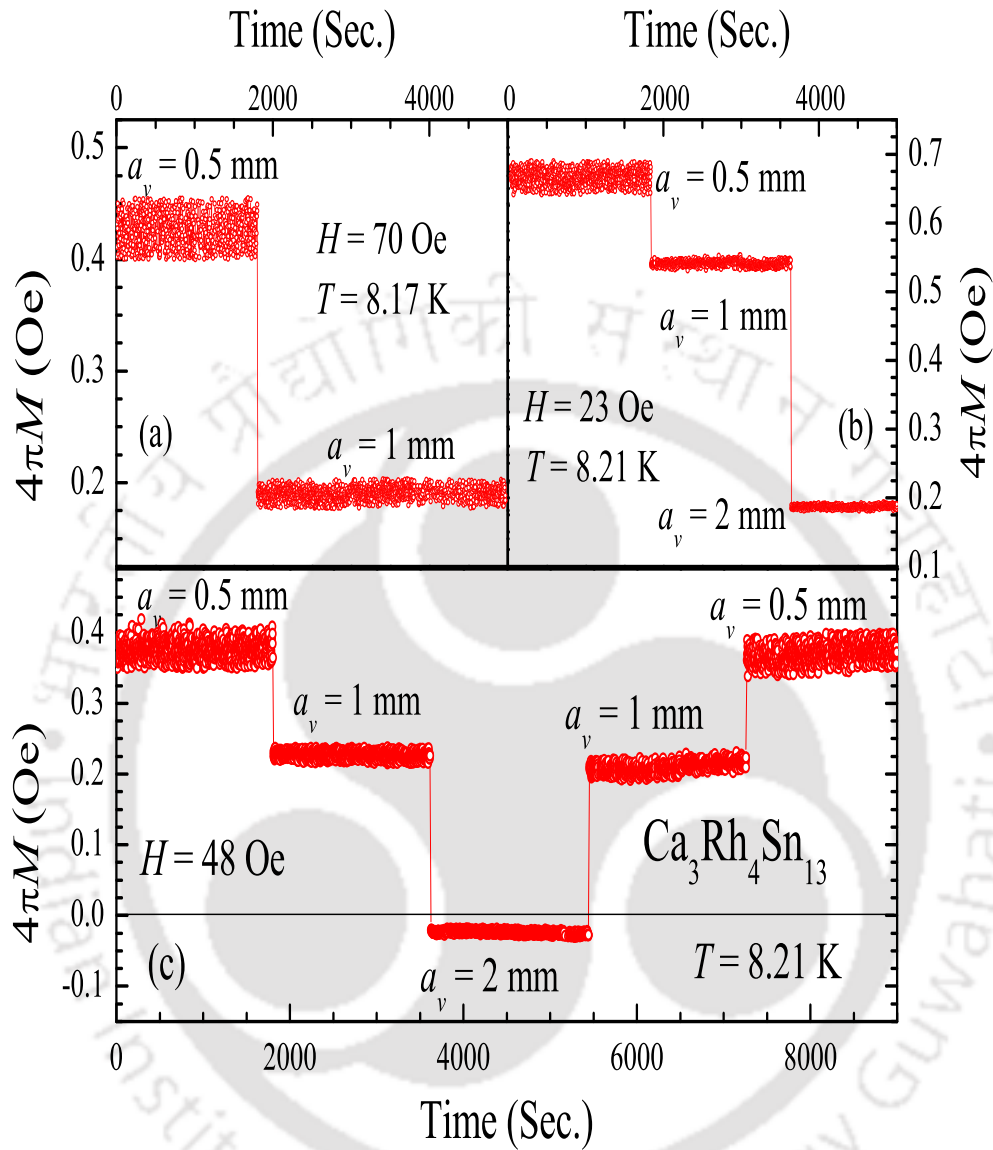 Time (Sec.) Time (Sec.)
0 2000 4000 0 2000 4000
0.5 0.4 0.3 0.2
4πM (Oe)
a_v = 0.5 mm
H = 70 Oe
T = 8.17 K
(a)
a_v = 1 mm
a_v = 0.5 mm
a_v = 1 mm
H = 23 Oe
T = 8.21 K
(b)
a_v = 2 mm
0.7 0.6 0.5 0.4 0.3 0.2 0.1
4πM (Oe)
0.4 0.3 0.2 0.1 0.0 -0.1
4πM (Oe)
a_v = 0.5 mm
a_v = 1 mm
a_v = 2 mm
a_v = 1 mm
a_v = 0.5 mm
H = 48 Oe
Ca₃Rh₄Sn₁₃
(c)
T = 8.21 K
0 2000 4000 6000 8000
Time (Sec.)
Guwahati